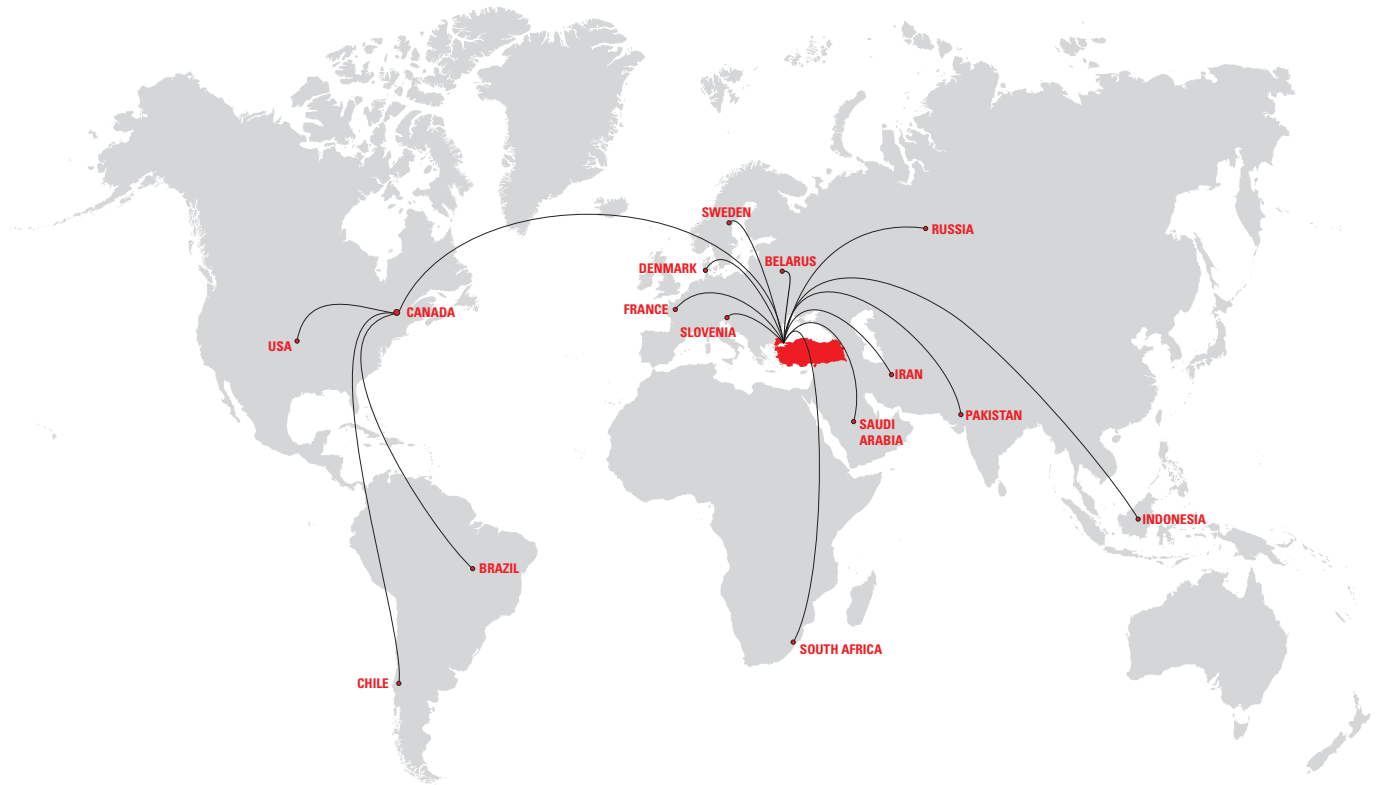 SWEDEN
RUSSIA
BELARUS
DENMARK
FRANCE
CANADA
SLOVENIA
USA
IRAN
PAKISTAN
SAUDI
ARABIA
INDONESIA
BRAZIL
SOUTH AFRICA
CHILE